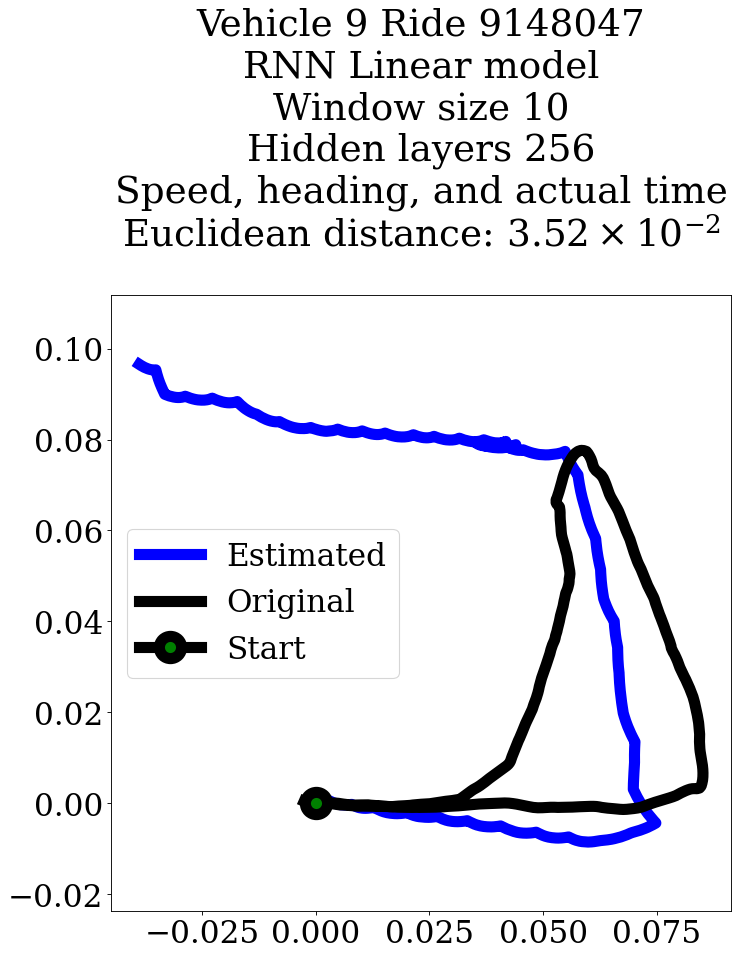 Vehicle 9 Ride 9148047
RNN Linear model
Window size 10
Hidden layers 256
Speed, heading, and actual time
Euclidean distance: 3.52 × 10⁻²
0.10
0.08
0.06
0.04
0.02
0.00
−0.02
Estimated
Original
Start
−0.025 0.000 0.025 0.050 0.075